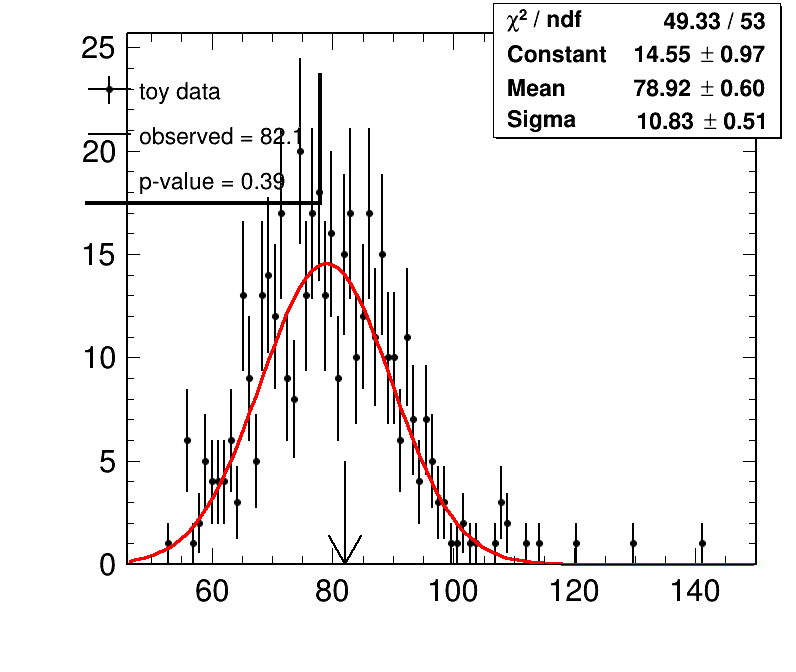 χ² / ndf 49.33 / 53
Constant 14.55 ± 0.97
Mean 78.92 ± 0.60
Sigma 10.83 ± 0.51
toy data
observed = 82.1
p-value = 0.39
25
20
15
10
5
0
60 80 100 120 140